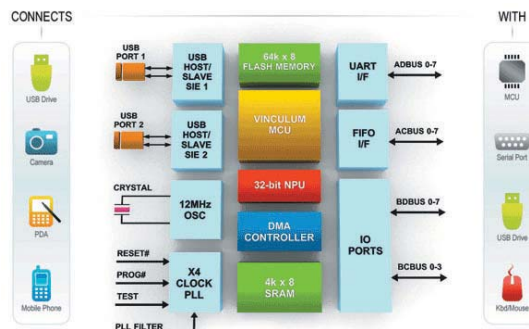 CONNECTS
WITH
USB Drive
Camera
PDA
Mobile Phone
USB
PORT 1
USB
PORT 2
CRYSTAL
RESET#
PROG#
TEST
PLL FILTER
USB
HOST/
SLAVE
SIE 1
USB
HOST/
SLAVE
SIE 2
12MHz
OSC
X4
CLOCK
PLL
64k x 8
FLASH MEMORY
VINCULUM
MCU
32-bit NPU
DMA
CONTROLLER
4k x 8
SRAM
UART
I/F
FIFO
I/F
IO
PORTS
ADBUS 0-7
ACBUS 0-7
BDBUS 0-7
BCBUS 0-3
MCU
Serial Port
USB Drive
Kbd/Mouse